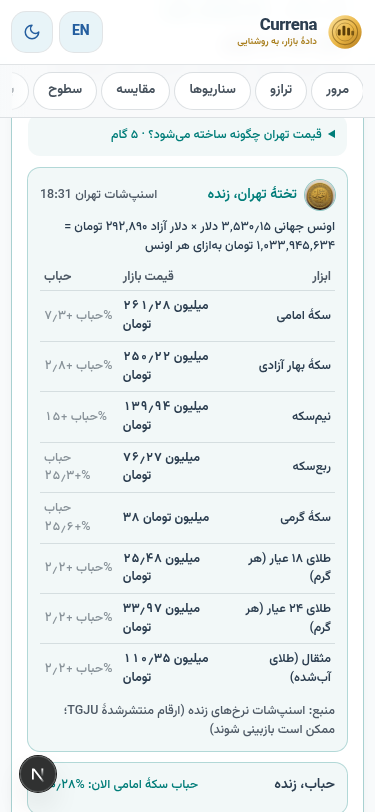 Currena
دادهٔ بازار، به روشنایی
EN
مرور
ترازو
سناریوها
مقایسه
سطوح
قیمت تهران چگونه ساخته می‌شود؟ · ۵ گام
تختهٔ تهران، زنده
اسنپ‌شات تهران 18:31
اونس جهانی ۳٬۵۳۰٫۱۵ دلار × دلار آزاد ۲۹۲٬۸۹۰ تومان =
۱٬۰۳۳٬۹۴۵٬۶۳۴ تومان به‌ازای هر اونس
ابزار قیمت بازار حباب
سکهٔ امامی ۲۶۱٫۲۸ میلیون تومان حباب +۷٫۳%
سکهٔ بهار آزادی ۲۵۰٫۲۲ میلیون تومان حباب +۲٫۸%
نیم‌سکه ۱۳۹٫۹۴ میلیون تومان حباب +۱۵%
ربع‌سکه ۷۶٫۲۷ میلیون تومان حباب +۲۵٫۳%
سکهٔ گرمی ۳۸ میلیون تومان حباب +۲۵٫۶%
طلای ۱۸ عیار (هر گرم) ۲۵٫۴۸ میلیون تومان حباب +۲٫۲%
طلای ۲۴ عیار (هر گرم) ۳۳٫۹۷ میلیون تومان حباب +۲٫۲%
مثقال (طلای آب‌شده) ۱۱۰٫۳۵ میلیون تومان حباب +۲٫۲%
منبع: اسنپ‌شات نرخ‌های زنده (ارقام منتشرشدهٔ TGJU؛
ممکن است بازبینی شوند)
حباب، زنده
حباب سکهٔ امامی الان:
N